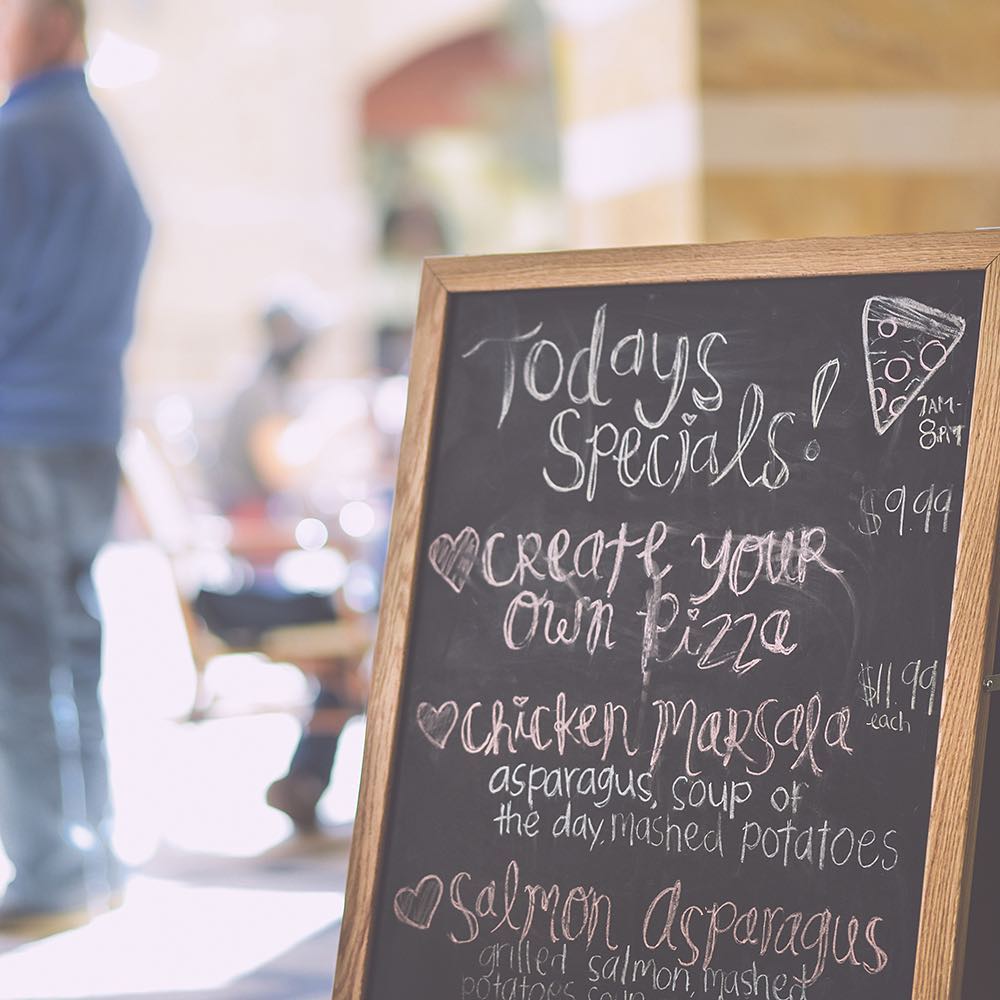 Todays
Specials!
7AM-
8PM
$9.99
Create your
own Pizza
$11.99
each
Chicken Marsala
asparagus, soup of
the day, mashed potatoes
Salmon Asparagus
grilled salmon, mashed
potatoes soup